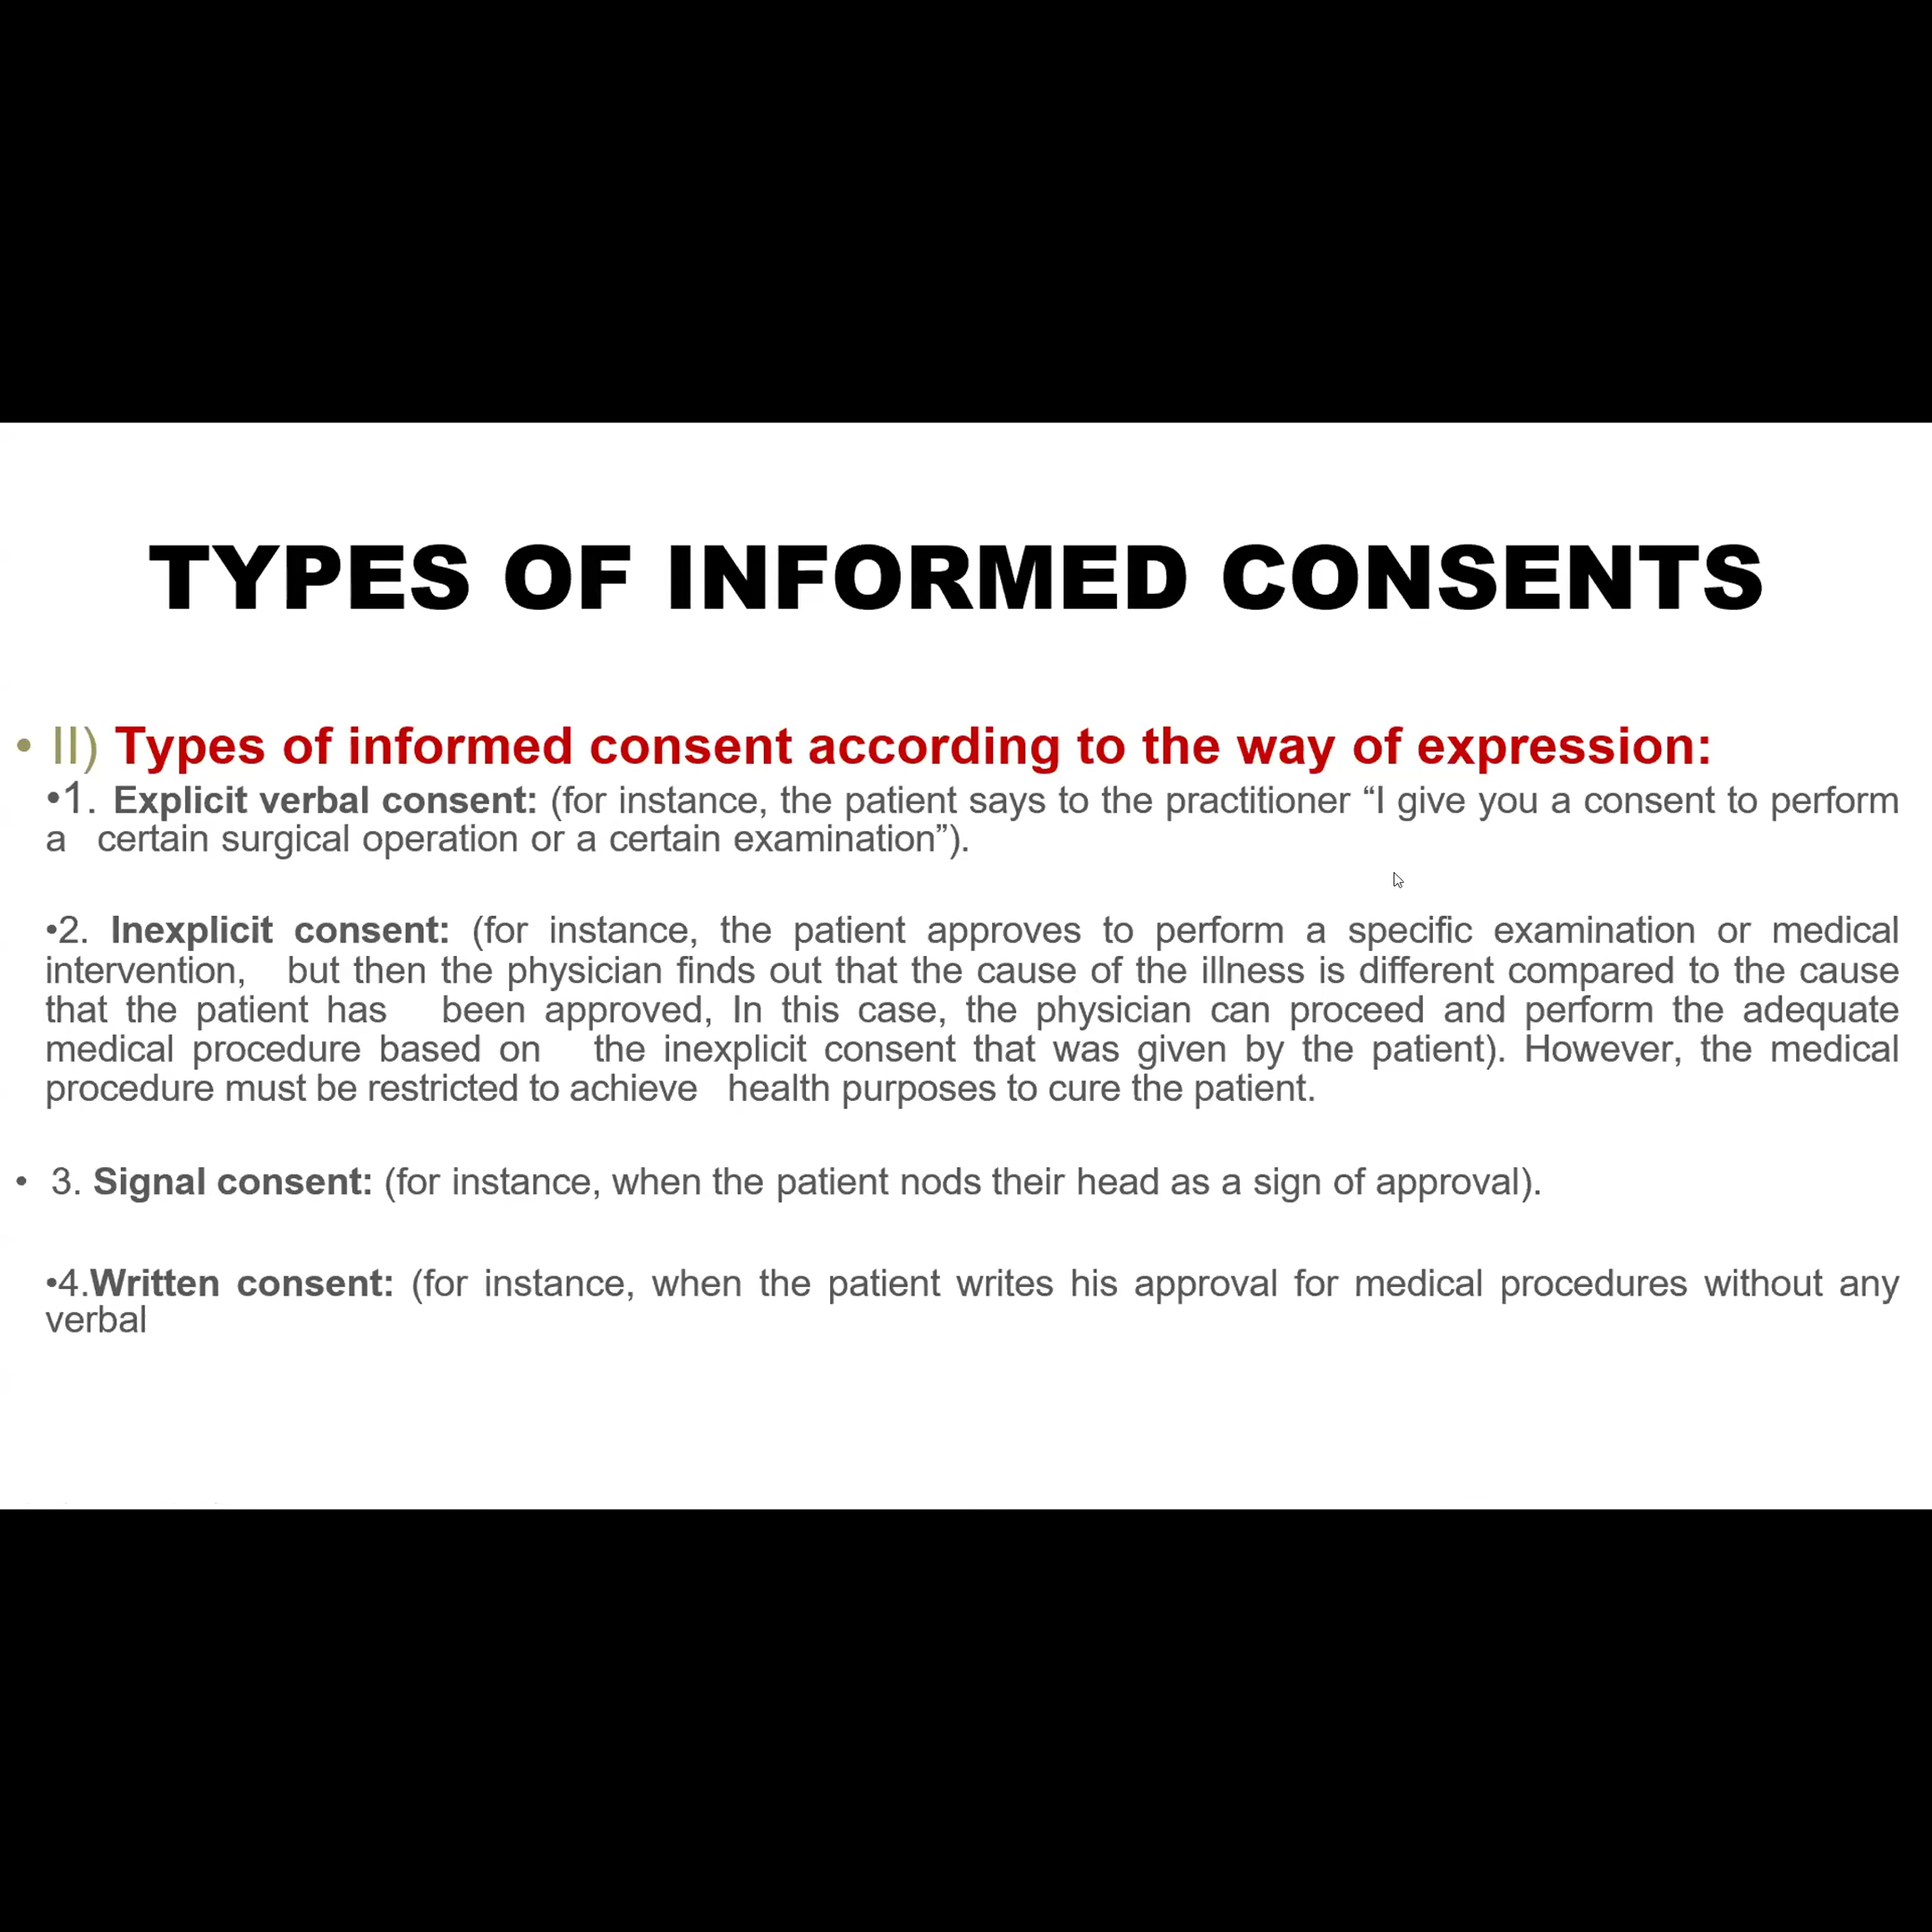 TYPES OF INFORMED CONSENTS
• II) Types of informed consent according to the way of expression:
•1. Explicit verbal consent: (for instance, the patient says to the practitioner “I give you a consent to perform
a certain surgical operation or a certain examination”).
•2. Inexplicit consent: (for instance, the patient approves to perform a specific examination or medical
intervention, but then the physician finds out that the cause of the illness is different compared to the cause
that the patient has been approved, In this case, the physician can proceed and perform the adequate
medical procedure based on the inexplicit consent that was given by the patient). However, the medical
procedure must be restricted to achieve health purposes to cure the patient.
• 3. Signal consent: (for instance, when the patient nods their head as a sign of approval).
•4.Written consent: (for instance, when the patient writes his approval for medical procedures without any
verbal